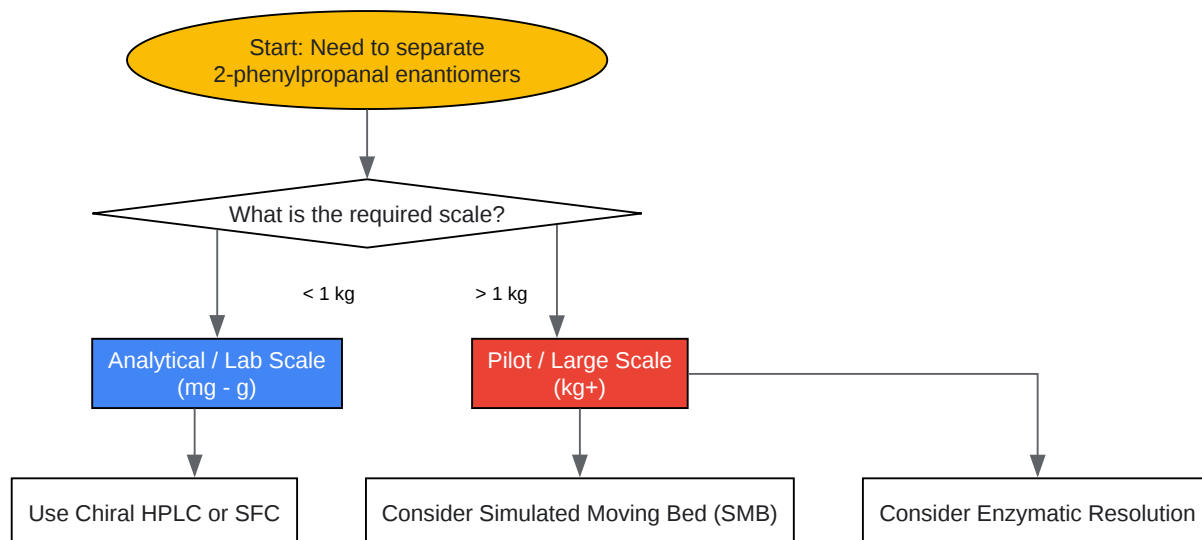 Start: Need to separate
2-phenylpropanal enantiomers
What is the required scale?
< 1 kg
> 1 kg
Analytical / Lab Scale
(mg - g)
Pilot / Large Scale
(kg+)
Use Chiral HPLC or SFC
Consider Simulated Moving Bed (SMB)
Consider Enzymatic Resolution